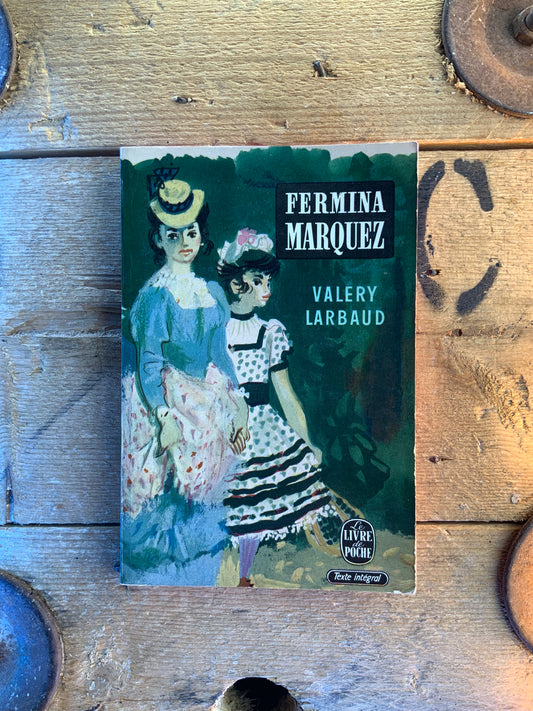 FERMINA
MARQUEZ
VALERY
LARBAUD
Le
LIVRE
de
POCHE
Texte intégral